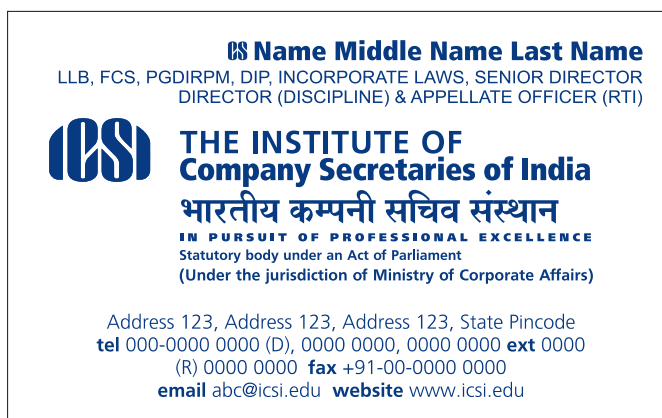 CS Name Middle Name Last Name
LLB, FCS, PGDIRPM, DIP, INCORPORATE LAWS, SENIOR DIRECTOR
DIRECTOR (DISCIPLINE) & APPELLATE OFFICER (RTI)
ICSI
THE INSTITUTE OF
Company Secretaries of India
भारतीय कम्पनी सचिव संस्थान
IN PURSUIT OF PROFESSIONAL EXCELLENCE
Statutory body under an Act of Parliament
(Under the jurisdiction of Ministry of Corporate Affairs)
Address 123, Address 123, Address 123, State Pincode
tel 000-0000 0000 (D), 0000 0000, 0000 0000 ext 0000
(R) 0000 0000 fax +91-00-0000 0000
email abc@icsi.edu website www.icsi.edu